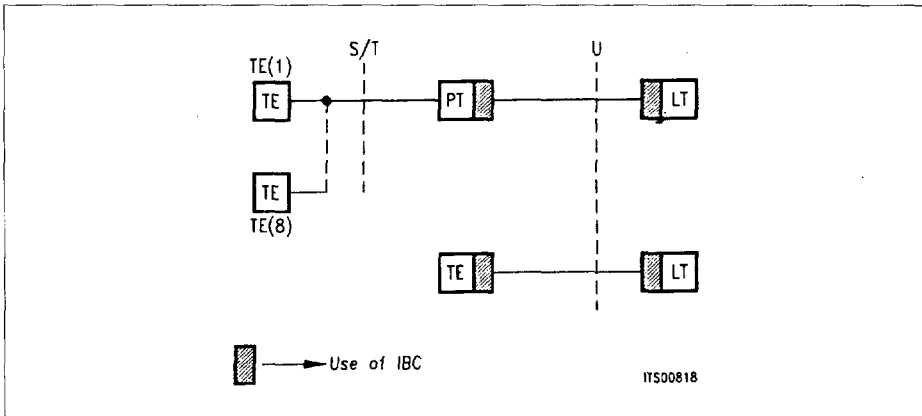 S/T
U
TE(1)
TE
PT
LT
TE
TE(8)
TE
LT
Use of IBC
ITS00818